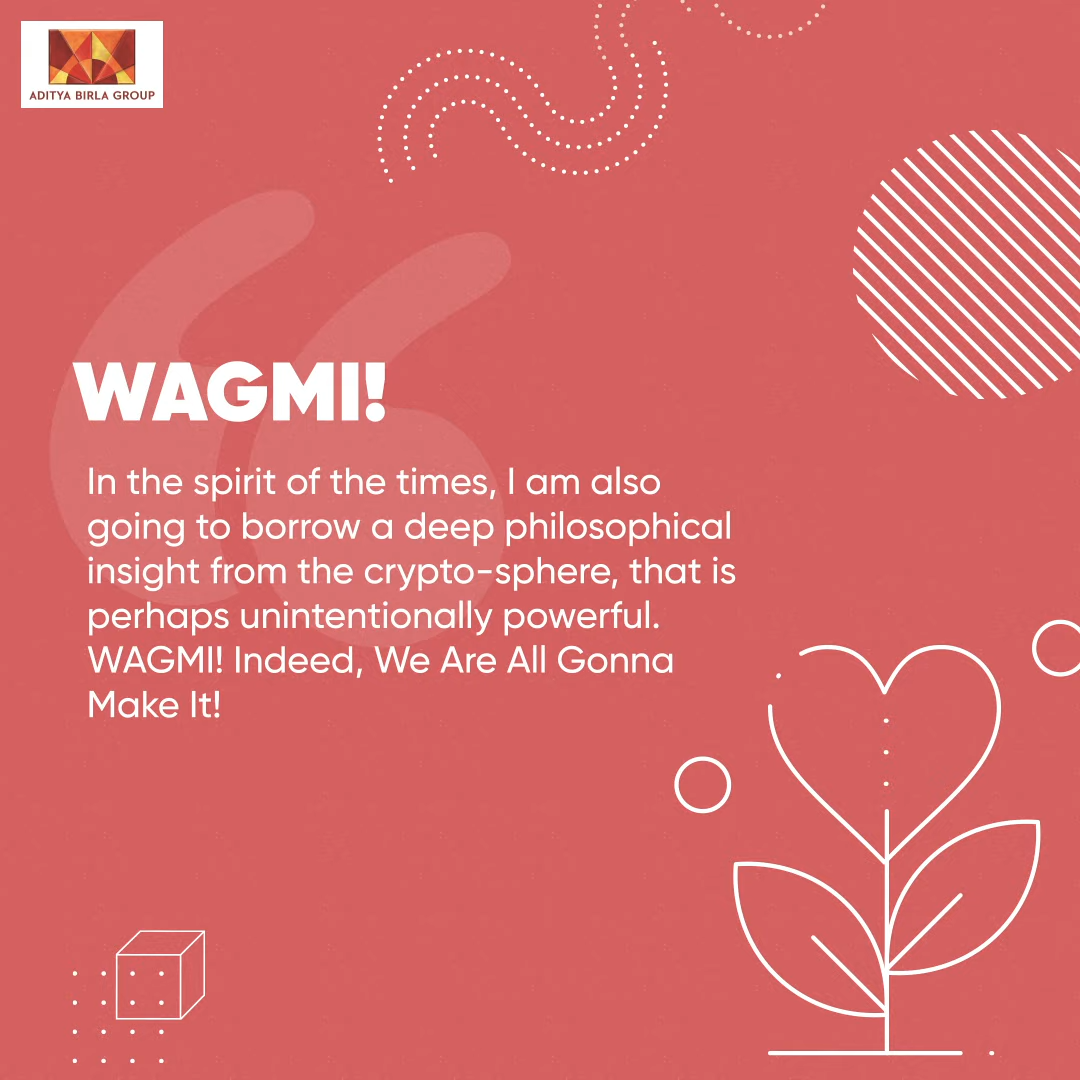 ADITYA BIRLA GROUP
WAGMI!
In the spirit of the times, I am also
going to borrow a deep philosophical
insight from the crypto-sphere, that is
perhaps unintentionally powerful.
WAGMI! Indeed, We Are All Gonna
Make It!